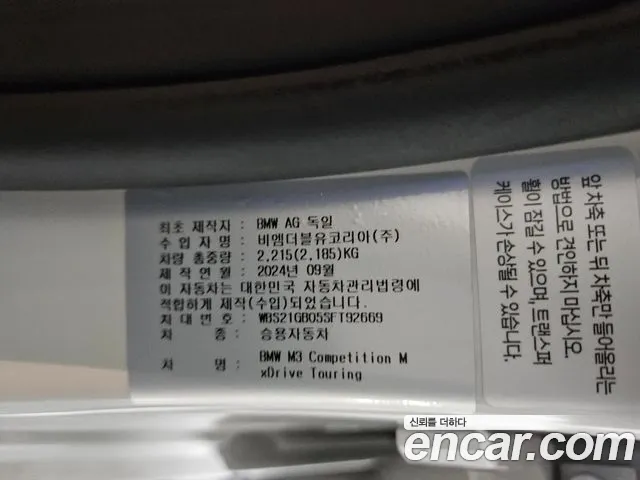 최초 제작자 : BMW AG 독일
수 입 자 명 : 비엠더블유코리아(주)
차량 총중량 : 2,215(2,185)KG
제 작 연 월 : 2024년 09월
이 자동차는 대한민국 자동차관리법령에
적합하게 제작(수입)되었습니다.
차 대 번 호 : WBS21GB05SFT92669
차 종 : 승용자동차
차 명 : BMW M3 Competition M
xDrive Touring
앞 차축 또는 뒤 차축만 들어올리는
방법으로 견인하지 마십시오.
휠이 잠길 수 있으며, 트랜스퍼
케이스가 손상될 수 있습니다.
신뢰를 더하다
encar.com